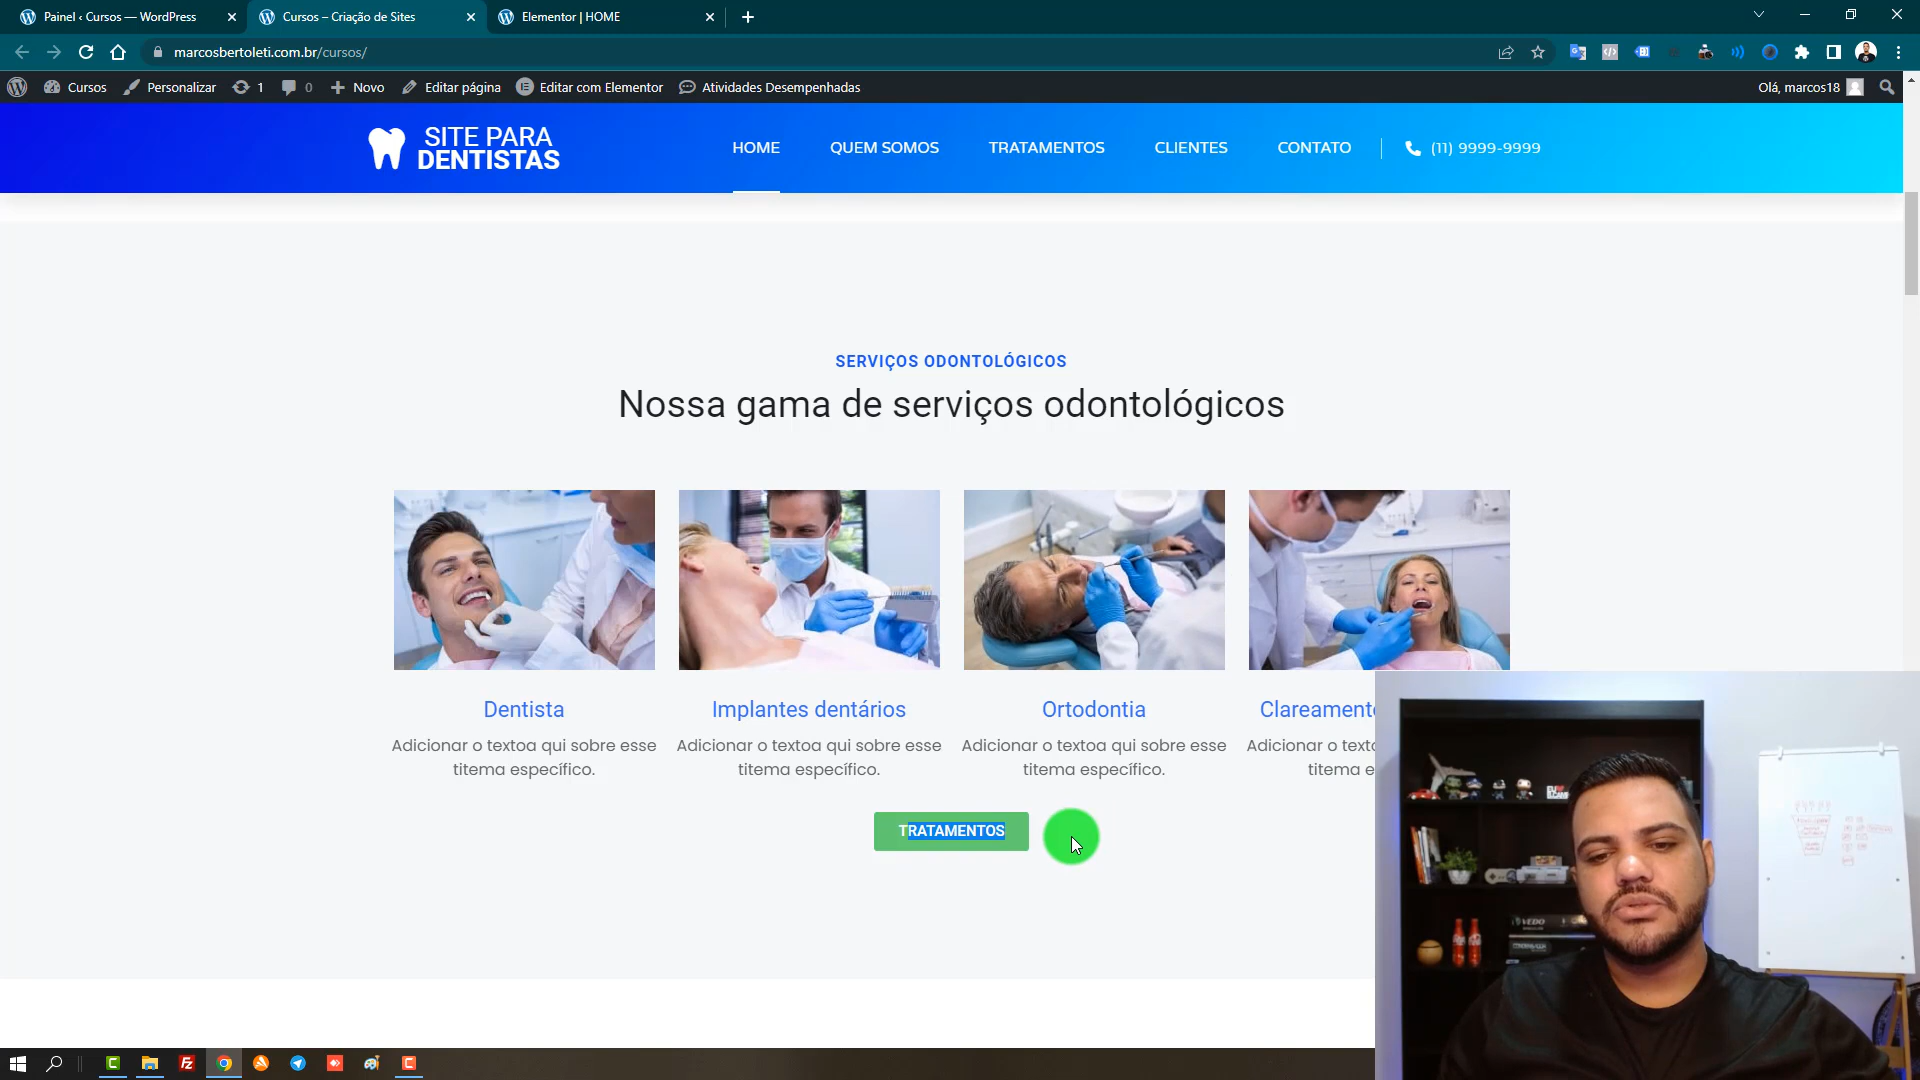 Painel ‹ Cursos — WordPress
Cursos – Criação de Sites
Elementor | HOME
marcosbertoleti.com.br/cursos/
Cursos
Personalizar
1
0
Novo
Editar página
Editar com Elementor
Atividades Desempenhadas
Olá, marcos18
SITE PARA
DENTISTAS
HOME
QUEM SOMOS
TRATAMENTOS
CLIENTES
CONTATO
(11) 9999-9999
SERVIÇOS ODONTOLÓGICOS
Nossa gama de serviços odontológicos
Dentista
Implantes dentários
Ortodontia
Clareament
Adicionar o textoa qui sobre esse
titema específico.
Adicionar o textoa qui sobre esse
titema específico.
Adicionar o textoa qui sobre esse
titema específico.
Adicionar o text
titema e
TRATAMENTOS